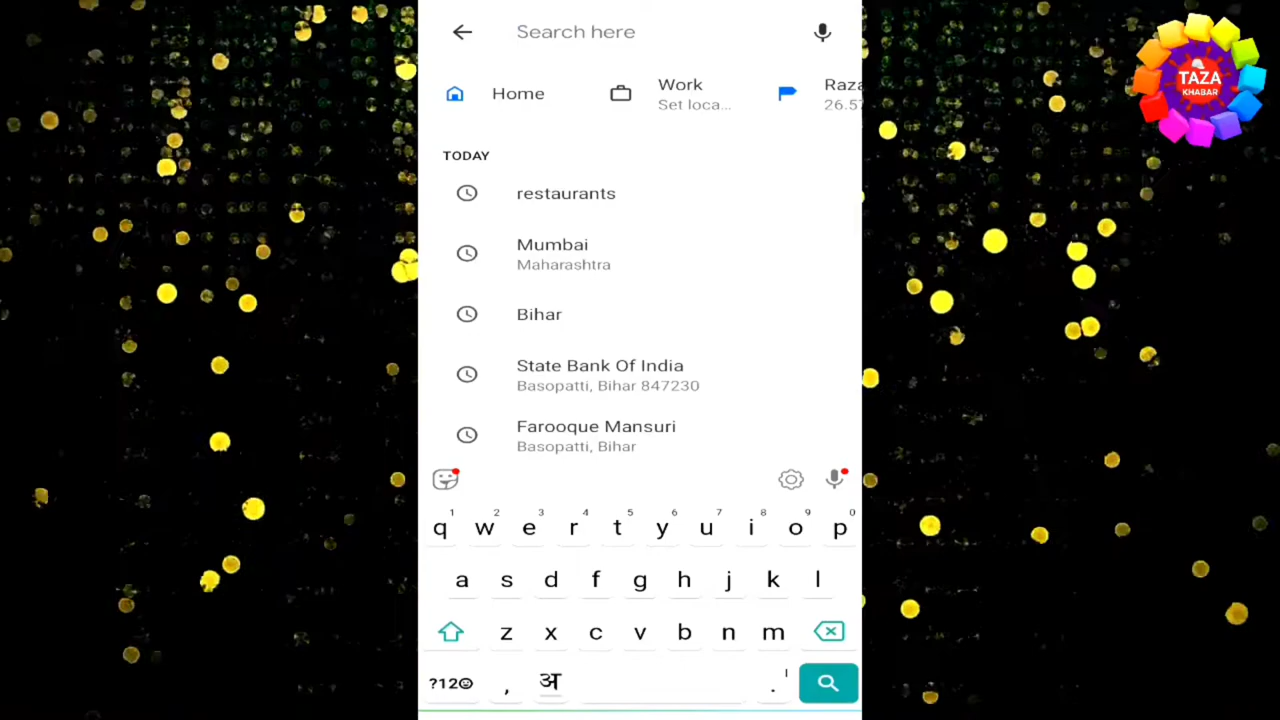 Search here
TAZA
KHABAR
Home
Work
Set loca...
Raza
26.57
TODAY
restaurants
Mumbai
Maharashtra
Bihar
State Bank Of India
Basopatti, Bihar 847230
Farooque Mansuri
Basopatti, Bihar
1 2 3 4 5 6 7 8 9 0
q w e r t y u i o p
a s d f g h j k l
z x c v b n m
?12☺ , अ . !